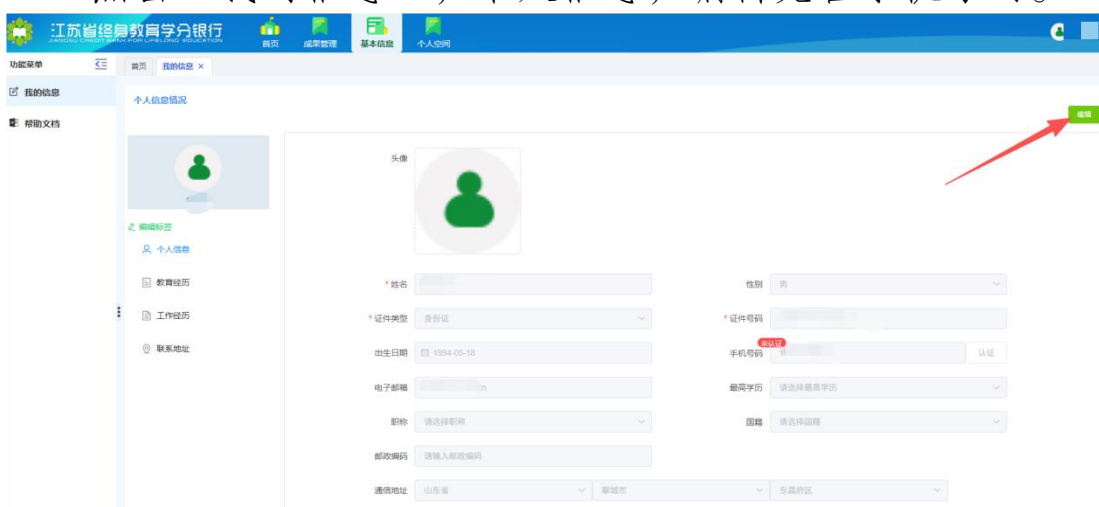 江苏省终身教育学分银行
JIANGSU CREDIT BANK FOR LIFELONG EDUCATION
首页 成果管理 基本信息 个人空间
功能菜单 首页 我的信息 ×
我的信息
个人信息情况
编辑
帮助文档
头像
编辑标签
个人信息
教育经历 * 姓名 性别 男
工作经历 * 证件类型 身份证 * 证件号码
未认证
联系地址 出生日期 1994-05-18 手机号码 认证
电子邮箱 最高学历 请选择最高学历
职称 请选择职称 国籍 请选择国籍
邮政编码 请输入邮政编码
通信地址 山东省 聊城市 东昌府区